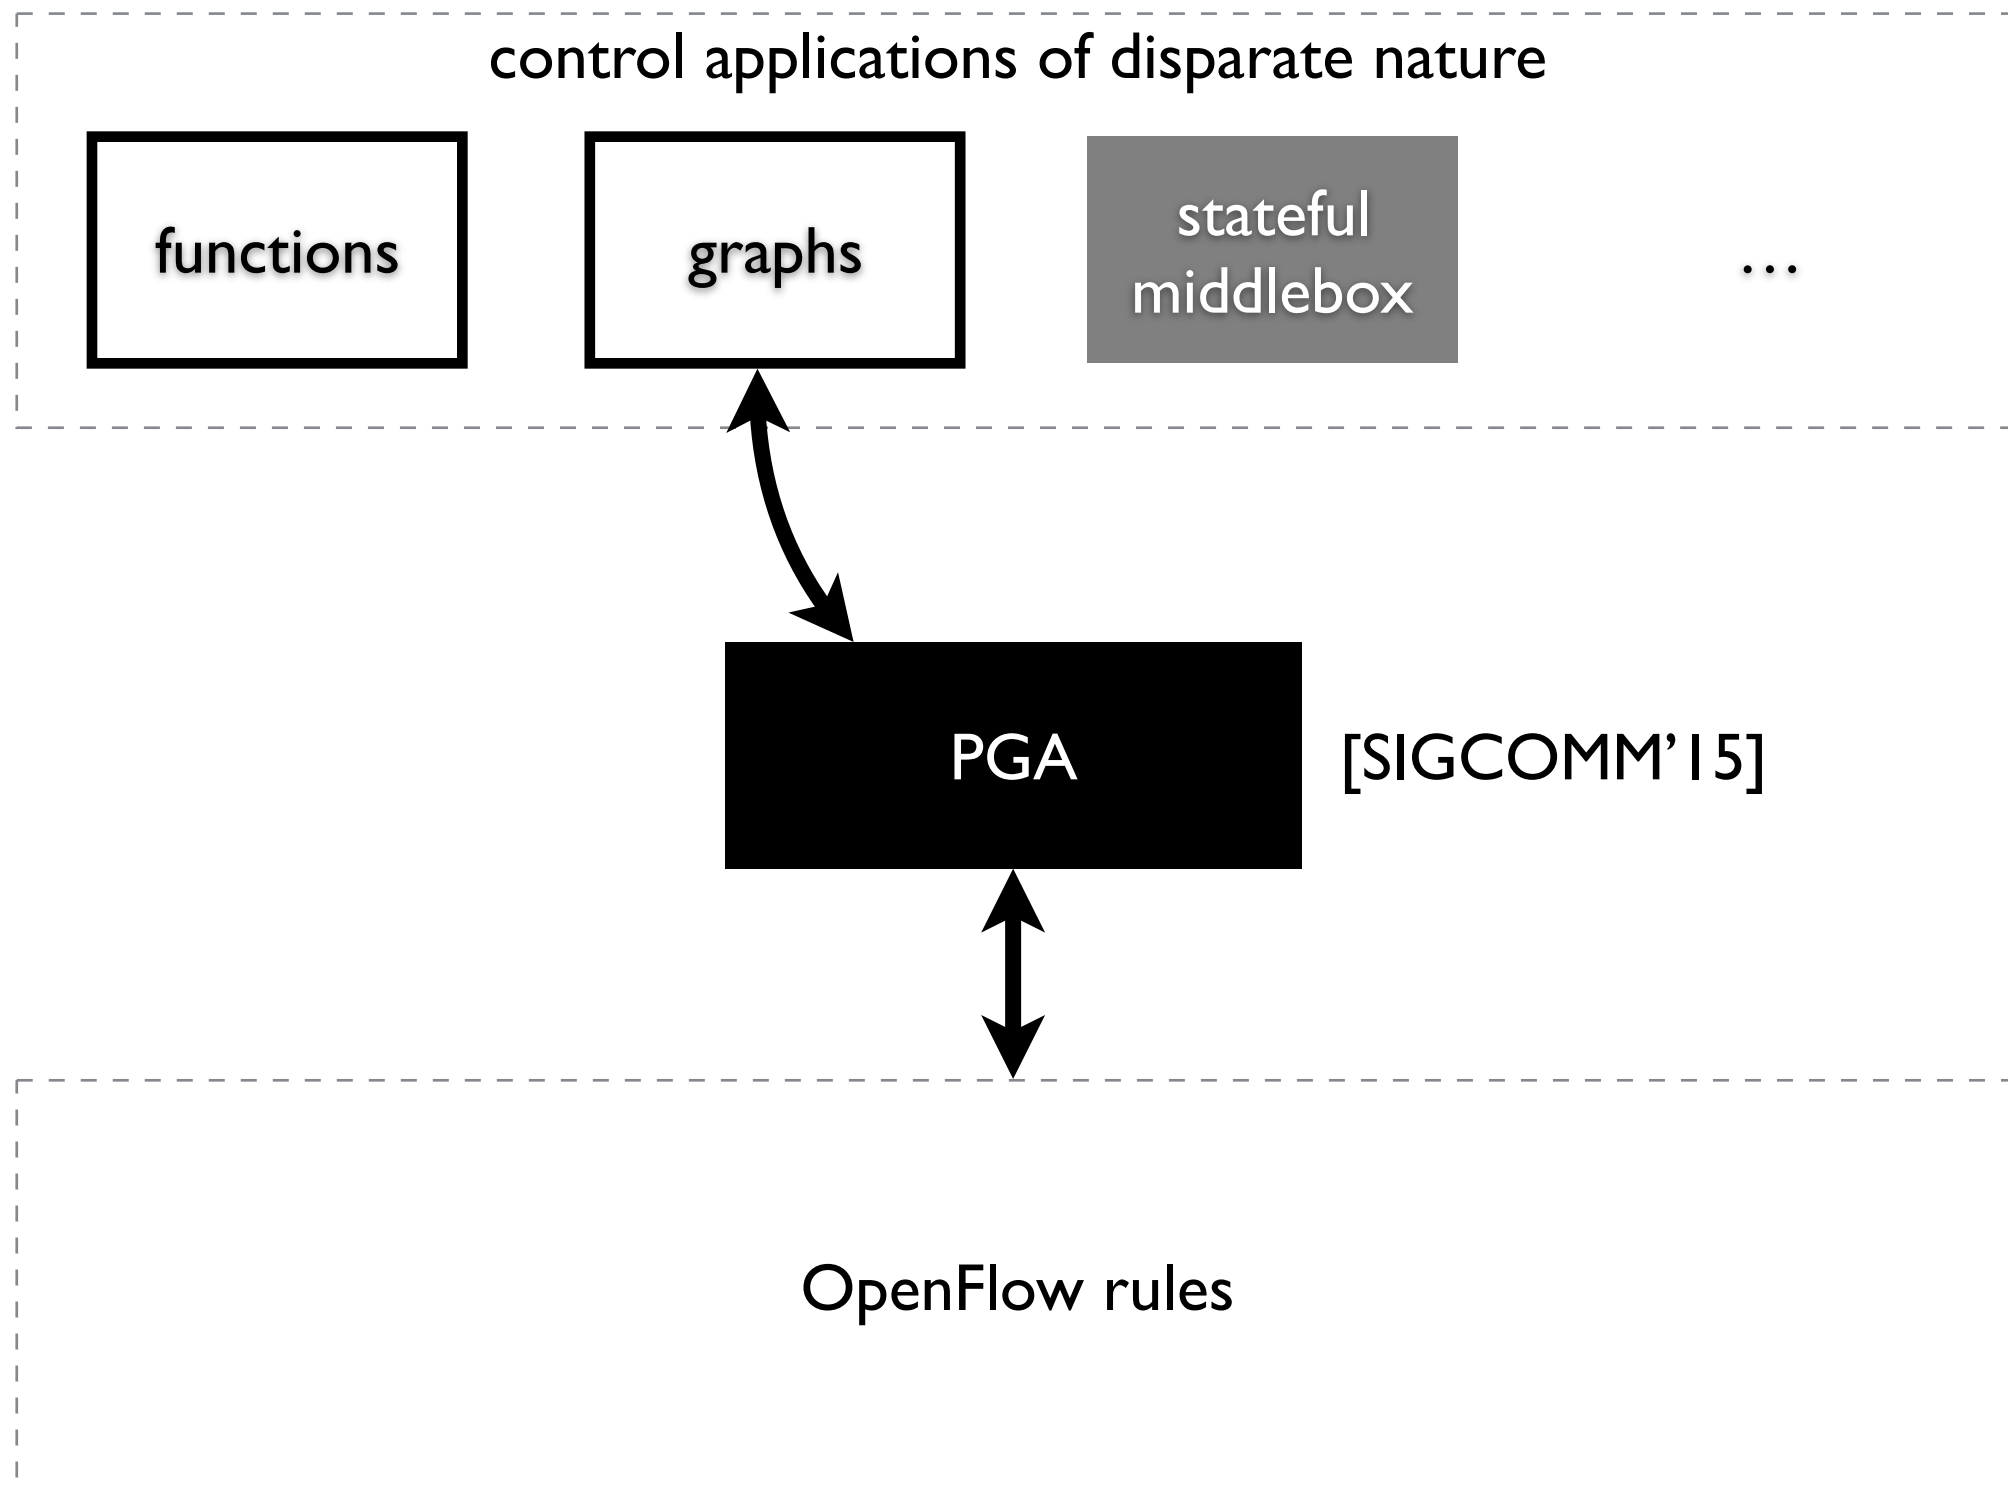 control applications of disparate nature
functions
graphs
stateful
middlebox
…
PGA
[SIGCOMM’15]
OpenFlow rules